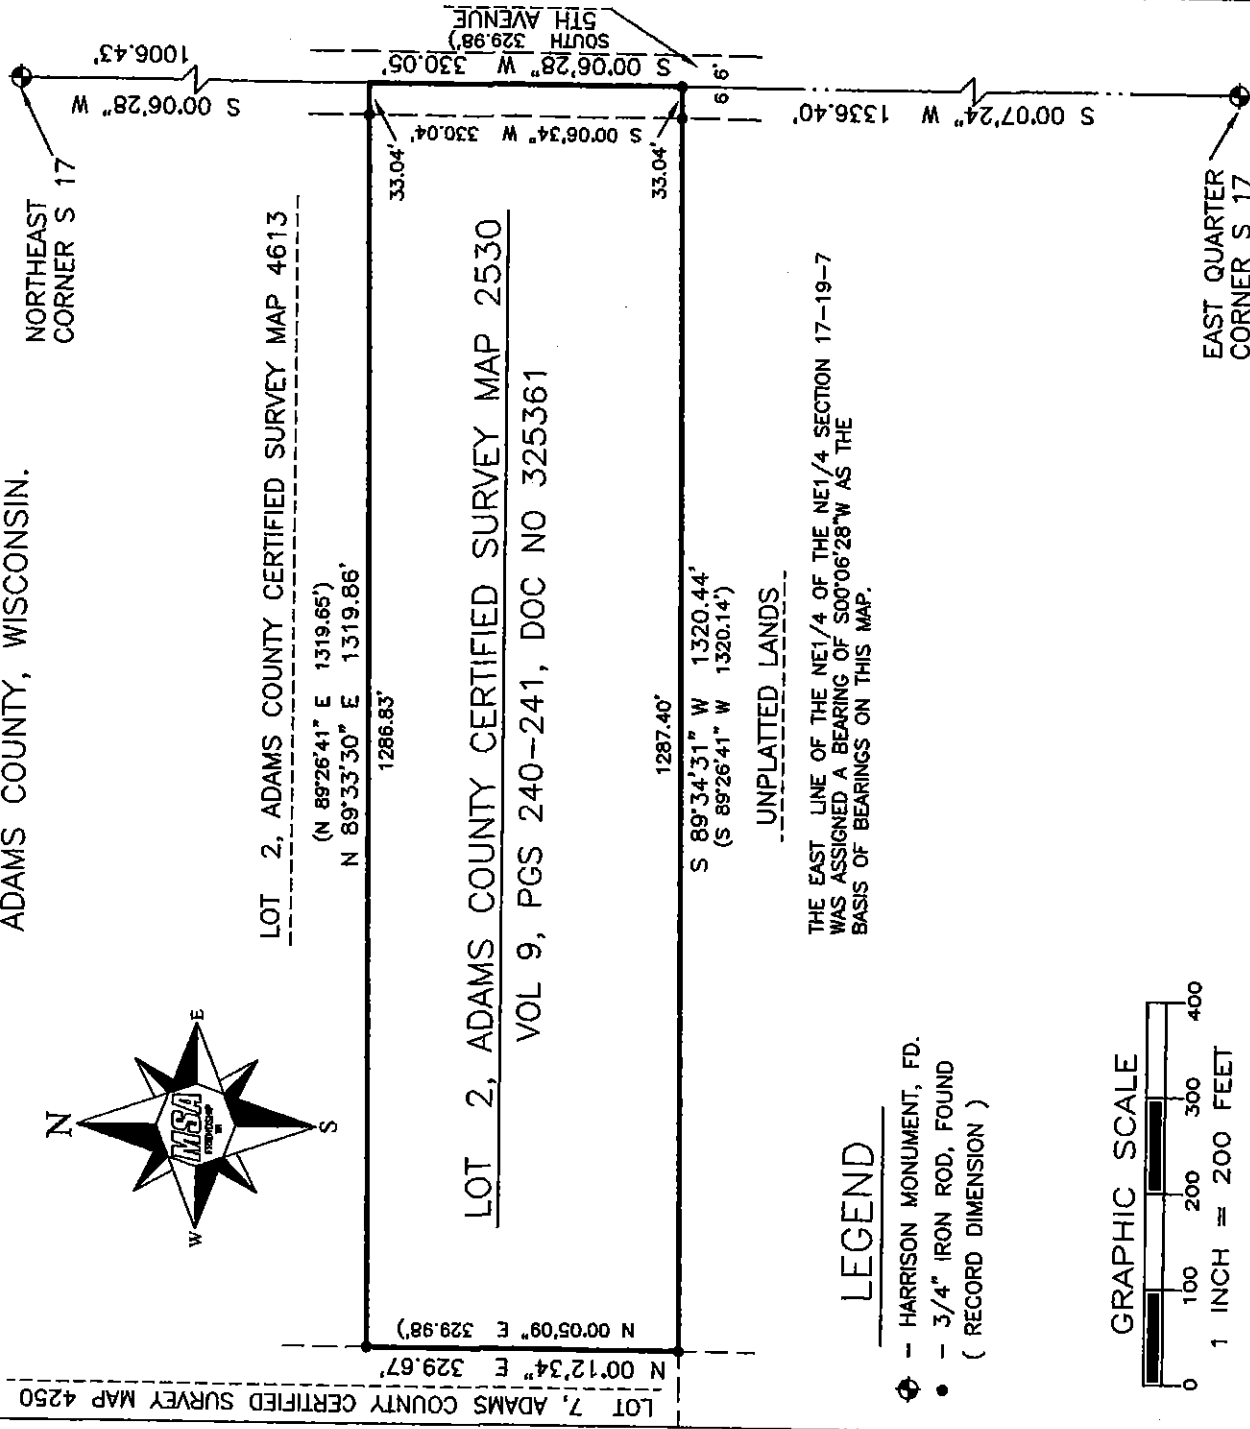 ADAMS COUNTY, WISCONSIN.
NORTHEAST
CORNER S 17
S 00°06'28" W
1006.43'
LOT 2, ADAMS COUNTY CERTIFIED SURVEY MAP 4613
(N 89°26'41" E 1319.65')
N 89°33'30" E 1319.86'
1286.83'
33.04'
LOT 2, ADAMS COUNTY CERTIFIED SURVEY MAP 2530
VOL 9, PGS 240-241, DOC NO 325361
S 00°06'34" W 330.04'
S 00°06'28" W 330.05'
SOUTH 329.98')
5TH AVENUE
33.04'
6.6'
9.9'
1287.40'
S 89°34'31" W 1320.44'
(S 89°26'41" W 1320.14')
S 00°07'24" W 1336.40'
UNPLATTED LANDS
THE EAST LINE OF THE NE1/4 OF THE NE1/4 SECTION 17-19-7
WAS ASSIGNED A BEARING OF S00°06'28"W AS THE
BASIS OF BEARINGS ON THIS MAP.
EAST QUARTER
CORNER S 17
N 00°05'09" E 329.98')
N 00°12'34" E 329.67'
LOT 7, ADAMS COUNTY CERTIFIED SURVEY MAP 4250
N
E
S
W
MSA
FRIENDSHIP
WI
LEGEND
- HARRISON MONUMENT, FD.
- 3/4" IRON ROD, FOUND
( RECORD DIMENSION )
GRAPHIC SCALE
0 100 200 300 400
1 INCH = 200 FEET